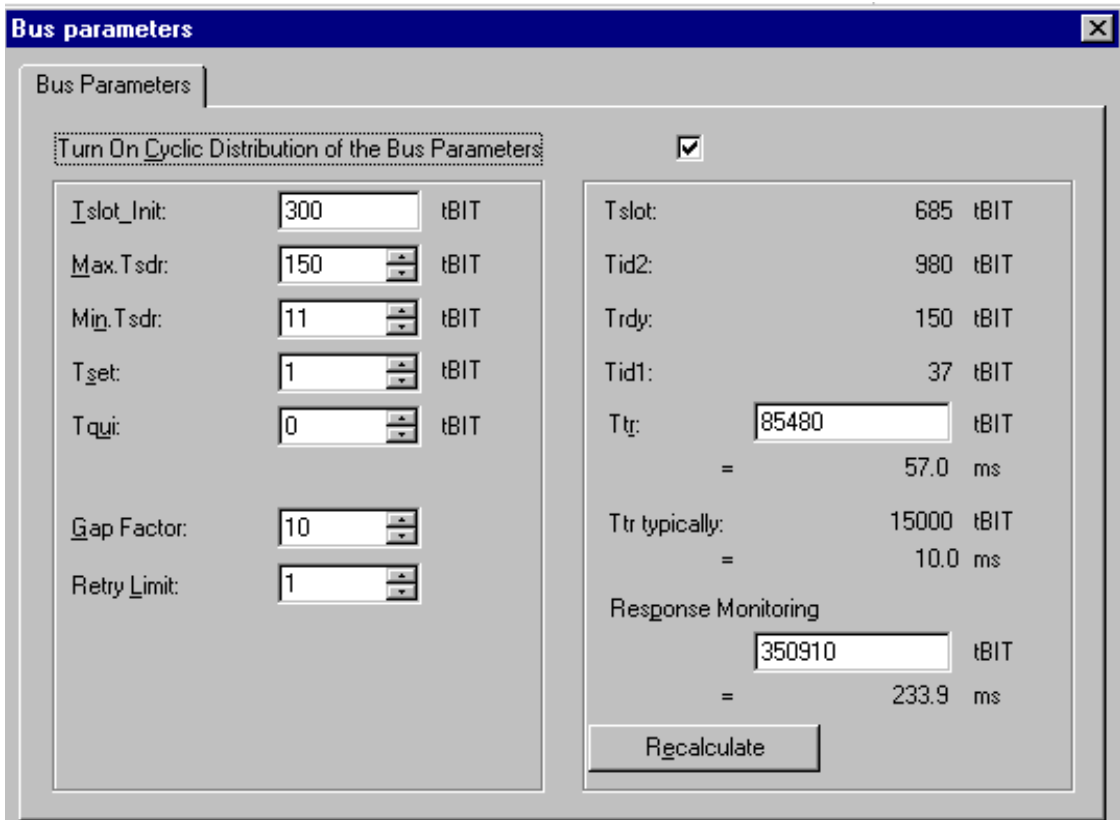 Bus parameters
Bus Parameters
Turn On Cyclic Distribution of the Bus Parameters
Tslot_Init: 300 tBIT
Max.Tsdr: 150 tBIT
Min.Tsdr: 11 tBIT
Tset: 1 tBIT
Tqui: 0 tBIT
Gap Factor: 10
Retry Limit: 1
Tslot: 685 tBIT
Tid2: 980 tBIT
Trdy: 150 tBIT
Tid1: 37 tBIT
Ttr: 85480 tBIT
= 57.0 ms
Ttr typically: 15000 tBIT
= 10.0 ms
Response Monitoring
350910 tBIT
= 233.9 ms
Recalculate